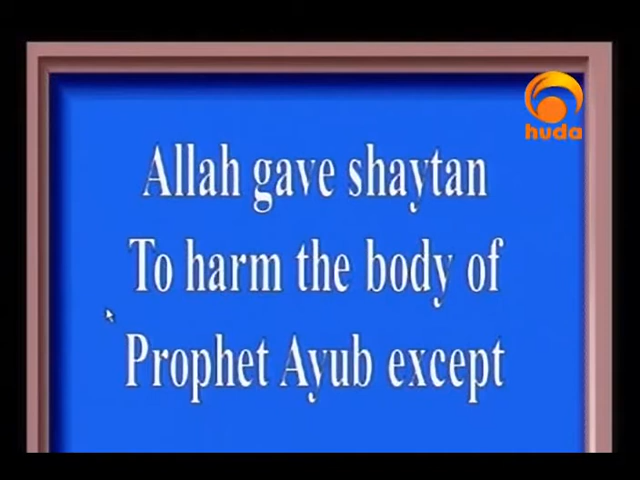 huda
Allah gave shaytan
To harm the body of
Prophet Ayub except